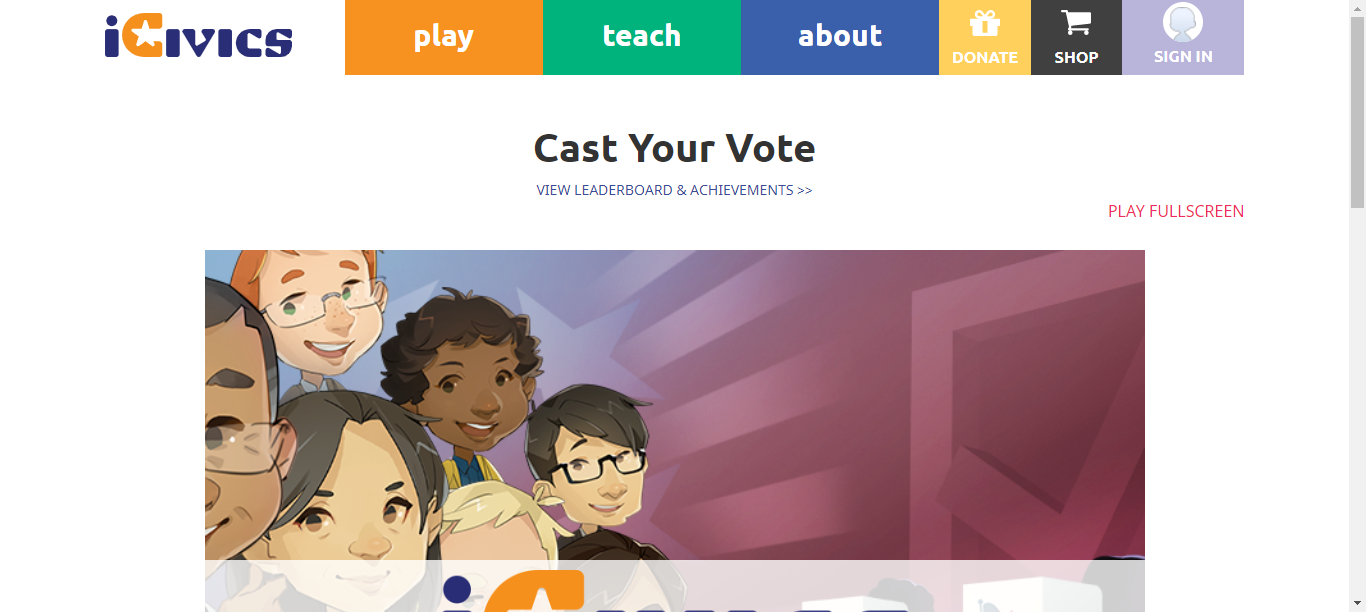 iCivics
play
teach
about
DONATE
SHOP
SIGN IN
Cast Your Vote
VIEW LEADERBOARD & ACHIEVEMENTS >>
PLAY FULLSCREEN